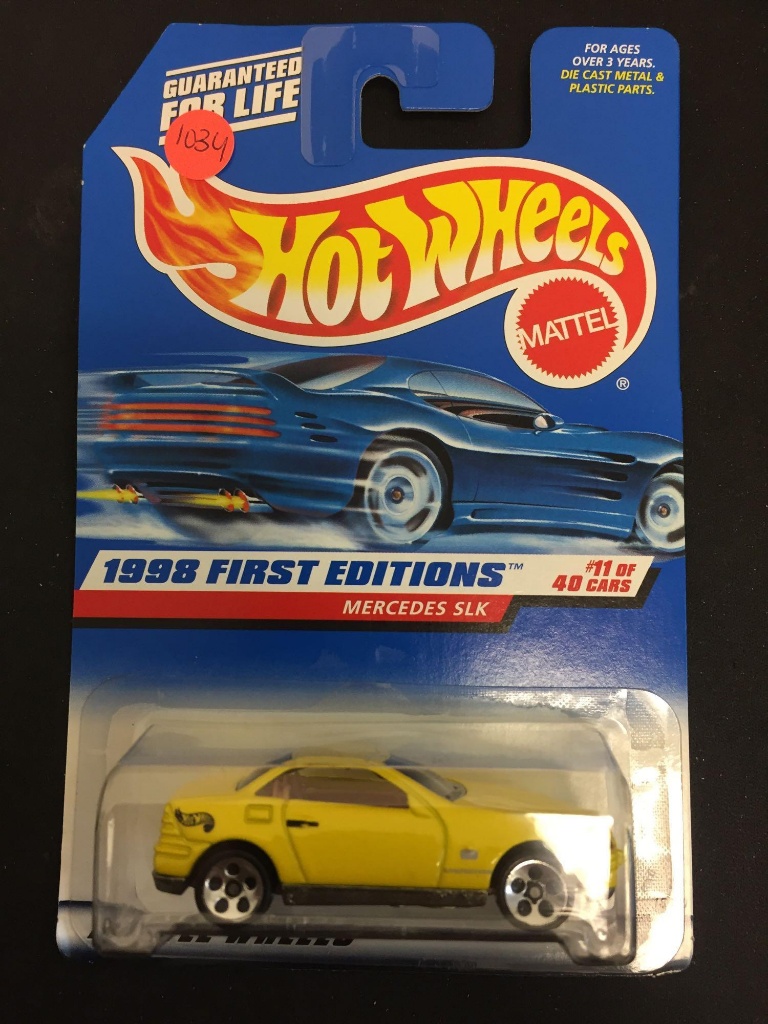 GUARANTEED
FOR LIFE
1034
FOR AGES
OVER 3 YEARS.
DIE CAST METAL &
PLASTIC PARTS.
HOT WHEELS
MATTEL
®
1998 FIRST EDITIONS™
#11 OF
40 CARS
MERCEDES SLK